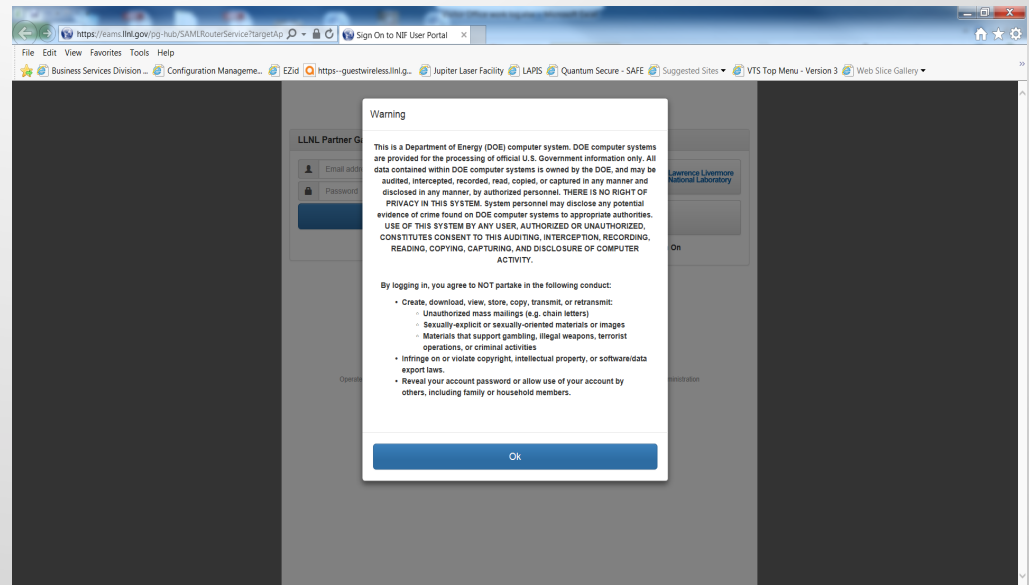 https://eams.llnl.gov/pg-hub/SAMLRouterService?targetAp
Sign On to NIF User Portal
File Edit View Favorites Tools Help
Business Services Division ... Configuration Manageme... EZid https--guestwireless.llnl.g... Jupiter Laser Facility LAPIS Quantum Secure - SAFE Suggested Sites VTS Top Menu - Version 3 Web Slice Gallery
Warning
LLNL Partner Ga
Email addr
Password
Lawrence Livermore
National Laboratory
On
This is a Department of Energy (DOE) computer system. DOE computer systems
are provided for the processing of official U.S. Government information only. All
data contained within DOE computer systems is owned by the DOE, and may be
audited, intercepted, recorded, read, copied, or captured in any manner and
disclosed in any manner, by authorized personnel. THERE IS NO RIGHT OF
PRIVACY IN THIS SYSTEM. System personnel may disclose any potential
evidence of crime found on DOE computer systems to appropriate authorities.
USE OF THIS SYSTEM BY ANY USER, AUTHORIZED OR UNAUTHORIZED,
CONSTITUTES CONSENT TO THIS AUDITING, INTERCEPTION, RECORDING,
READING, COPYING, CAPTURING, AND DISCLOSURE OF COMPUTER
ACTIVITY.
By logging in, you agree to NOT partake in the following conduct:
• Create, download, view, store, copy, transmit, or retransmit:
◦ Unauthorized mass mailings (e.g. chain letters)
◦ Sexually-explicit or sexually-oriented materials or images
◦ Materials that support gambling, illegal weapons, terrorist
operations, or criminal activities
• Infringe on or violate copyright, intellectual property, or software/data
export laws.
• Reveal your account password or allow use of your account by
others, including family or household members.
Operate
ministration
Ok